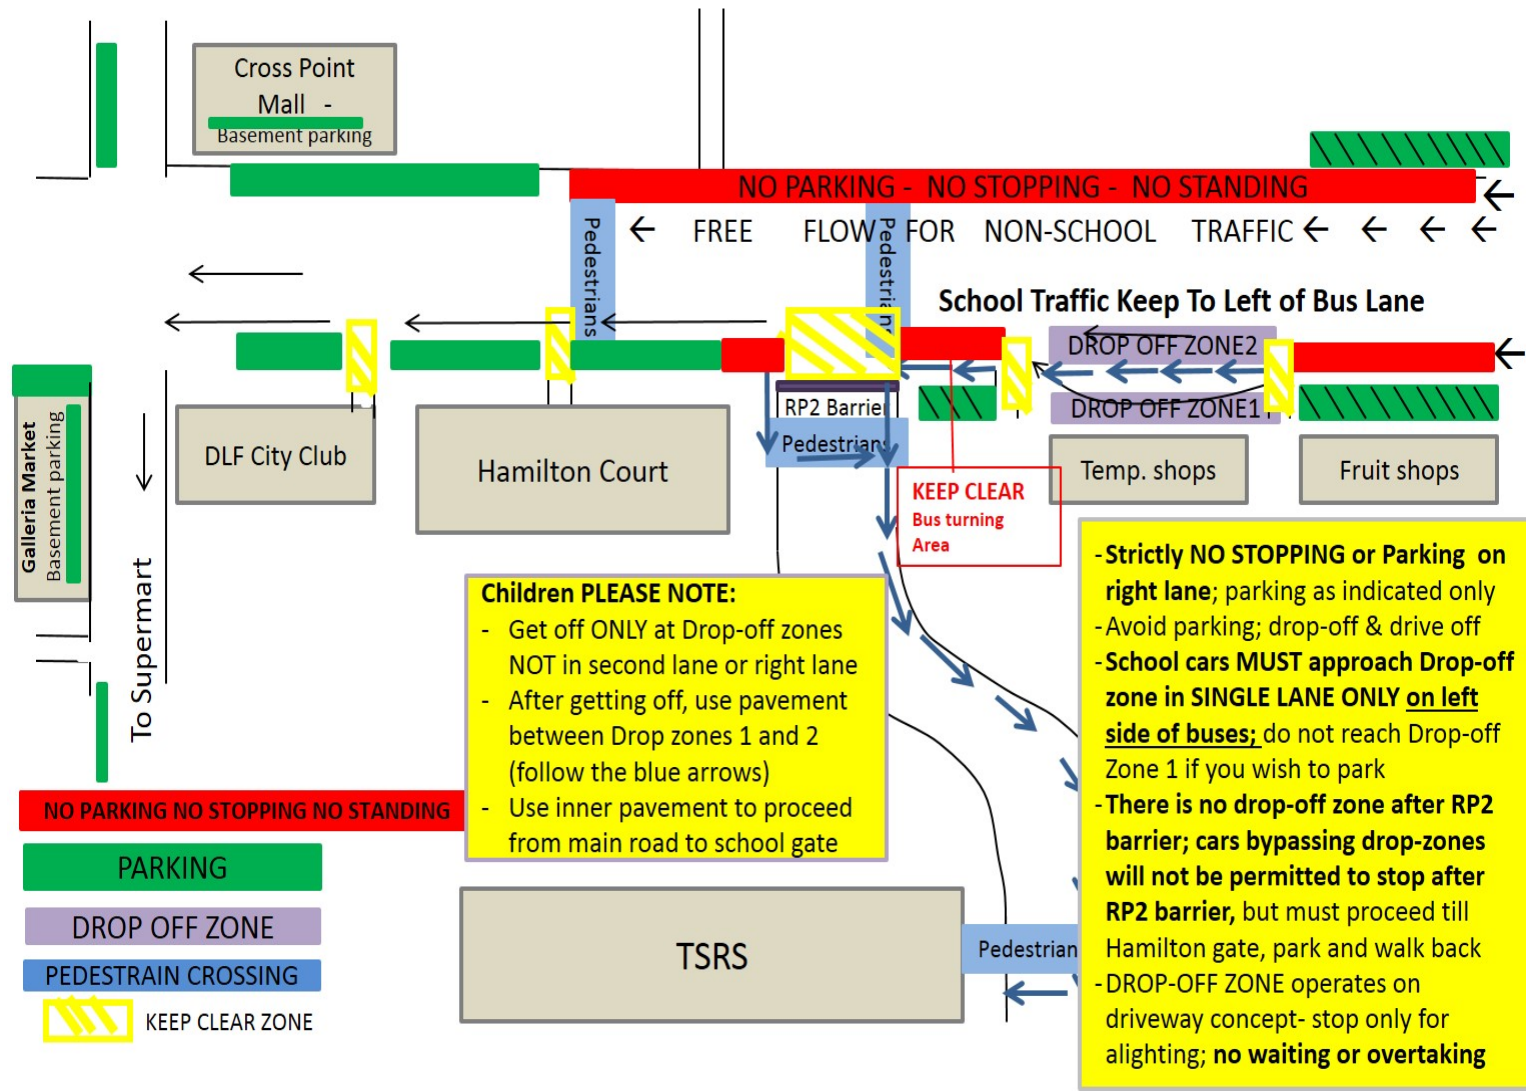 Cross Point
Mall -
Basement parking
NO PARKING - NO STOPPING - NO STANDING
FREE FLOW FOR NON-SCHOOL TRAFFIC
Pedestrians
Pedestrians
School Traffic Keep To Left of Bus Lane
DROP OFF ZONE2
DROP OFF ZONE1
RP2 Barrier
Pedestrians
Galleria Market
Basement parking
DLF City Club
Hamilton Court
Temp. shops
Fruit shops
KEEP CLEAR
Bus turning
Area
To Supermart
Children PLEASE NOTE:
- Get off ONLY at Drop-off zones
NOT in second lane or right lane
- After getting off, use pavement
between Drop zones 1 and 2
(follow the blue arrows)
- Use inner pavement to proceed
from main road to school gate
-Strictly NO STOPPING or Parking on
right lane; parking as indicated only
-Avoid parking; drop-off & drive off
-School cars MUST approach Drop-off
zone in SINGLE LANE ONLY on left
side of buses; do not reach Drop-off
Zone 1 if you wish to park
-There is no drop-off zone after RP2
barrier; cars bypassing drop-zones
will not be permitted to stop after
RP2 barrier, but must proceed till
Hamilton gate, park and walk back
-DROP-OFF ZONE operates on
driveway concept- stop only for
alighting; no waiting or overtaking
NO PARKING NO STOPPING NO STANDING
PARKING
DROP OFF ZONE
PEDESTRAIN CROSSING
KEEP CLEAR ZONE
TSRS
Pedestrian